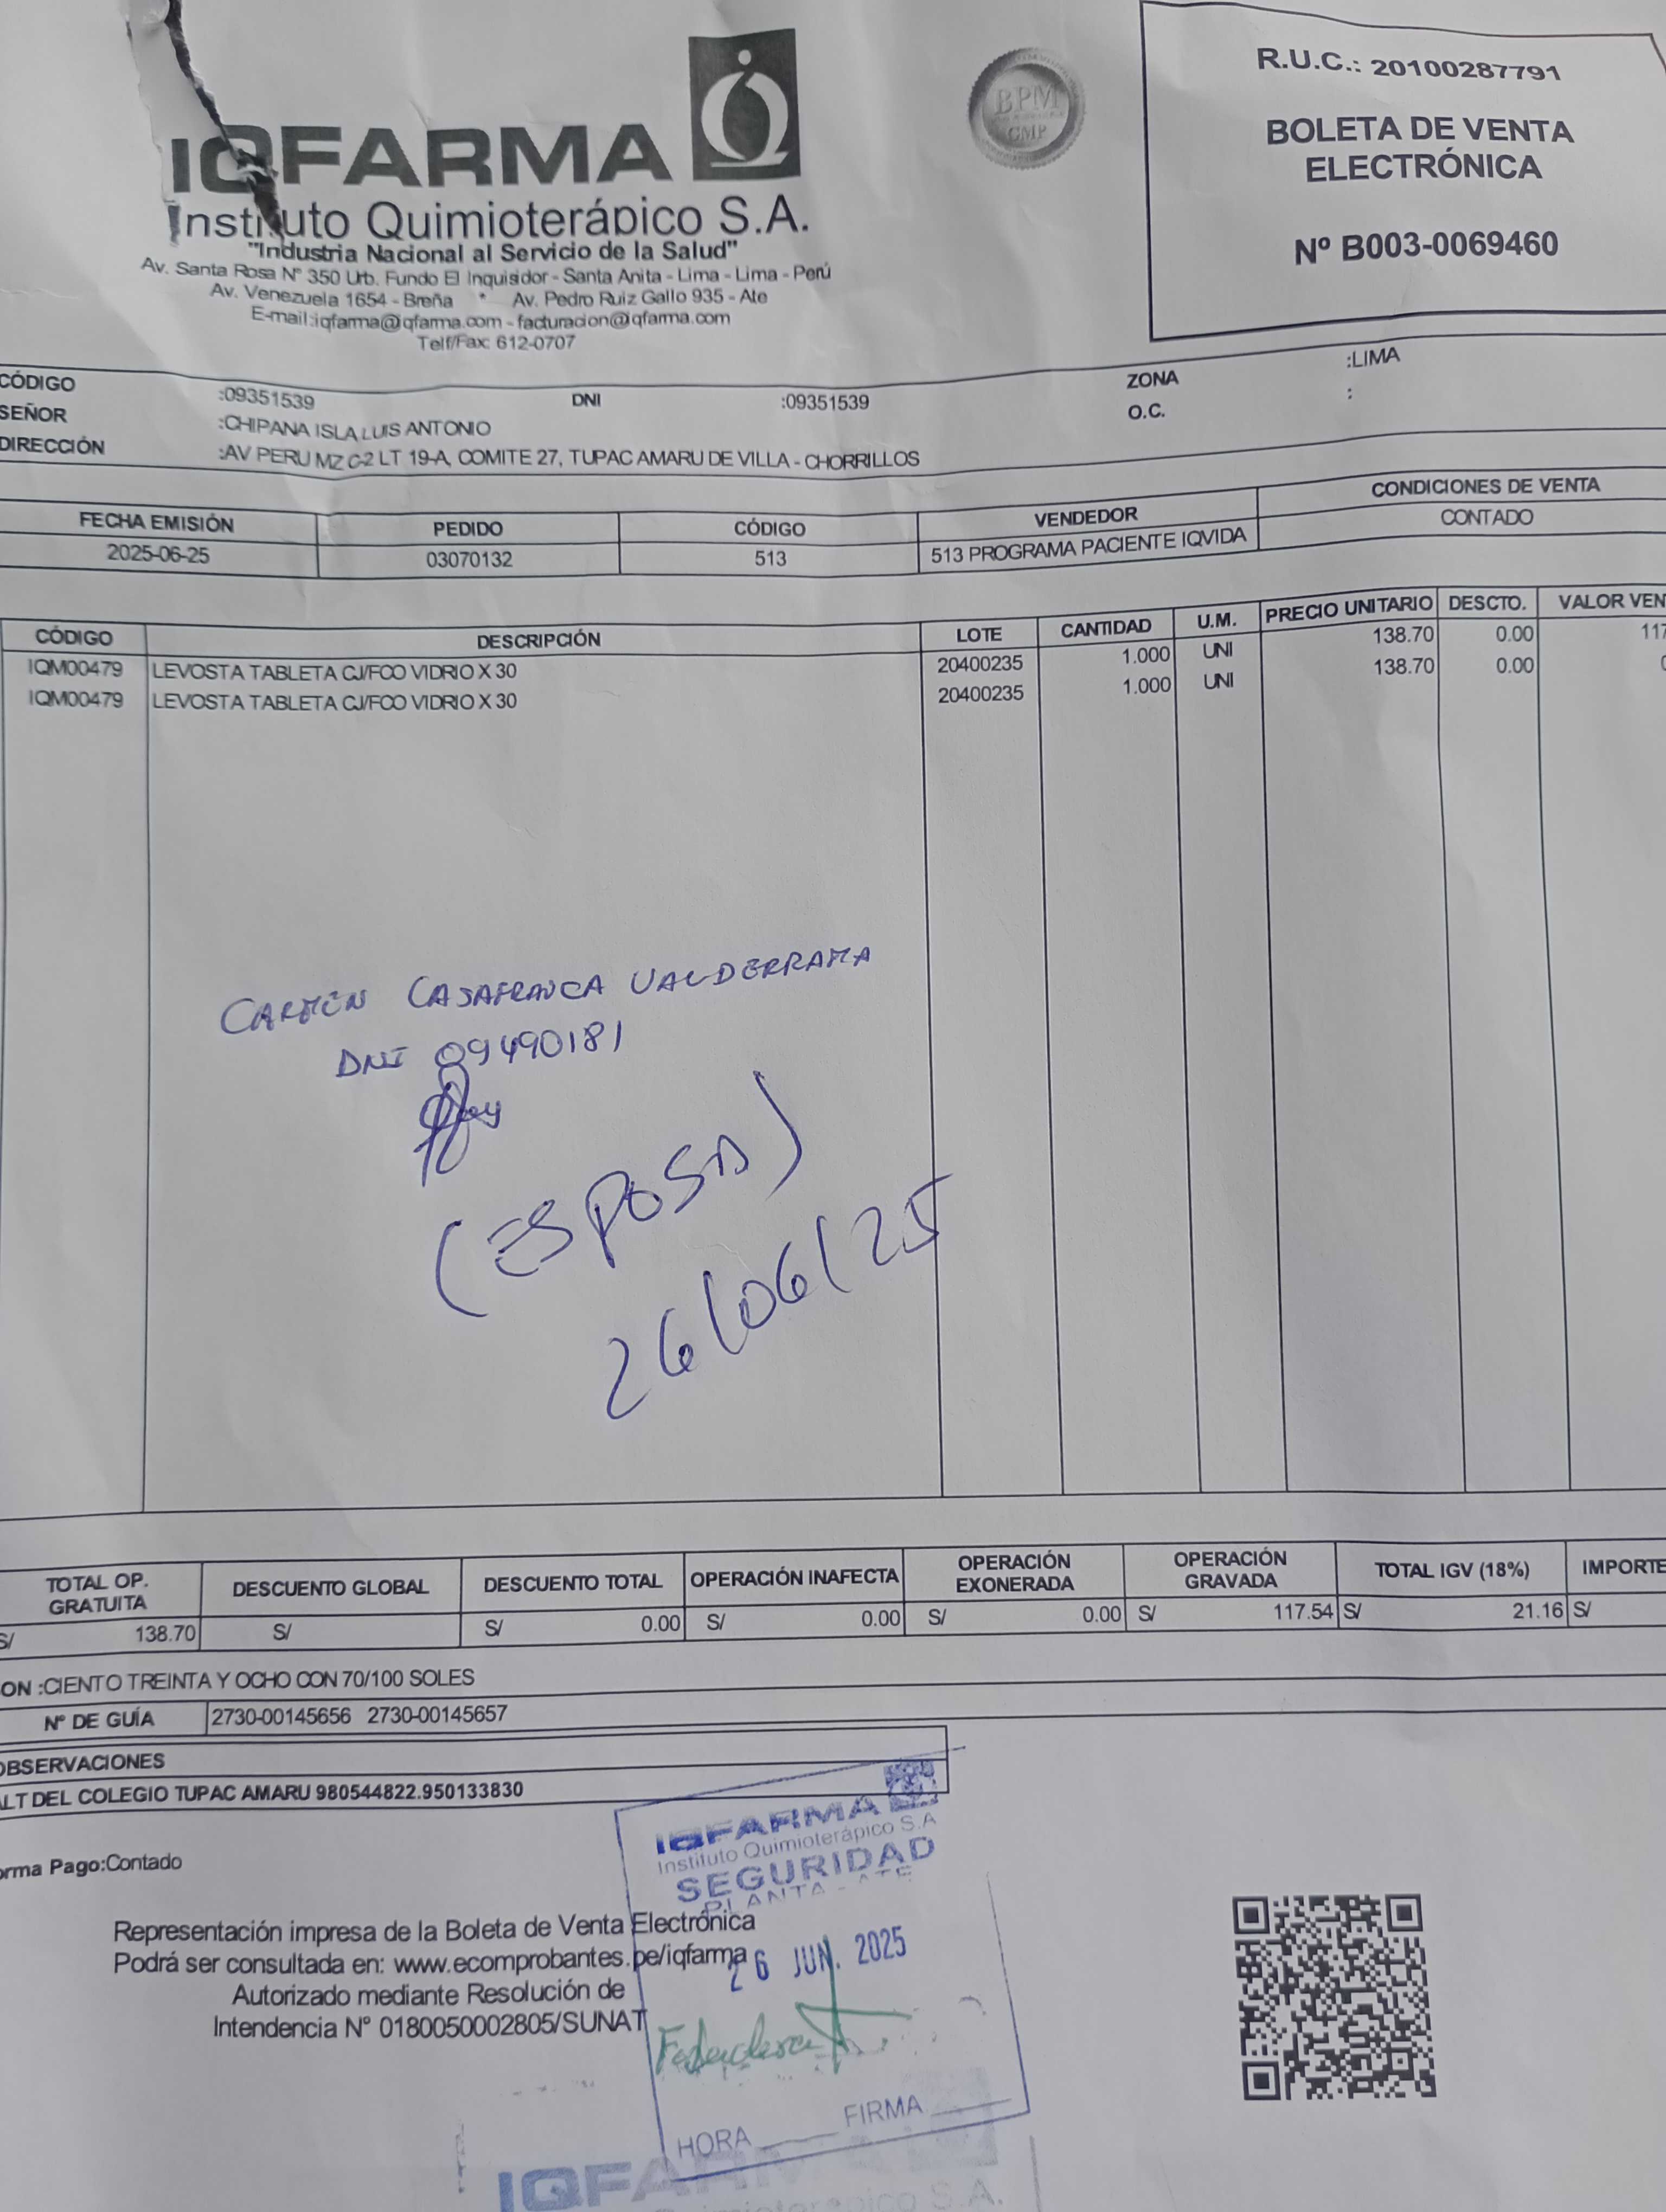 IQFARMA
Instituto Quimioterápico S.A.
"Industria Nacional al Servicio de la Salud"
Av. Santa Rosa N° 350 Urb. Fundo El Inquisidor - Santa Anita - Lima - Lima - Perú
Av. Venezuela 1654 - Breña * Av. Pedro Ruiz Gallo 935 - Ate
E-mail:iqfarma@iqfarma.com - facturacion@iqfarma.com
Telf/Fax: 612-0707
BPM
GMP
R.U.C.: 20100287791
BOLETA DE VENTA
ELECTRÓNICA
Nº B003-0069460
CÓDIGO :09351539 DNI :09351539 ZONA :LIMA
SEÑOR :CHIPANA ISLA LUIS ANTONIO O.C. :
DIRECCIÓN :AV PERU MZ C-2 LT 19-A, COMITE 27, TUPAC AMARU DE VILLA - CHORRILLOS
FECHA EMISIÓN PEDIDO CÓDIGO VENDEDOR CONDICIONES DE VENTA
2025-06-25 03070132 513 513 PROGRAMA PACIENTE IQVIDA CONTADO
CÓDIGO DESCRIPCIÓN LOTE CANTIDAD U.M. PRECIO UNITARIO DESCTO. VALOR VEN
IQM00479 LEVOSTA TABLETA CJ/FCO VIDRIO X 30 20400235 1.000 UNI 138.70 0.00 117
IQM00479 LEVOSTA TABLETA CJ/FCO VIDRIO X 30 20400235 1.000 UNI 138.70 0.00
CARMEN CASAFRANCA VALDERRAMA
DNI 09490181
(ESPOSA)
26/06/25
TOTAL OP. GRATUITA DESCUENTO GLOBAL DESCUENTO TOTAL OPERACIÓN INAFECTA OPERACIÓN EXONERADA OPERACIÓN GRAVADA TOTAL IGV (18%) IMPORTE
S/ 138.70 S/ S/ 0.00 S/ 0.00 S/ 0.00 S/ 117.54 S/ 21.16 S/
ON :CIENTO TREINTA Y OCHO CON 70/100 SOLES
Nº DE GUÍA 2730-00145656 2730-00145657
OBSERVACIONES
ALT DEL COLEGIO TUPAC AMARU 980544822.950133830
orma Pago:Contado
Representación impresa de la Boleta de Venta Electrónica
Podrá ser consultada en: www.ecomprobantes.pe/iqfarma
Autorizado mediante Resolución de
Intendencia N° 0180050002805/SUNAT
IQFARMA
Instituto Quimioterápico S.A
SEGURIDAD
PLANTA - ATE
26 JUN. 2025
HORA FIRMA
IQFARMA